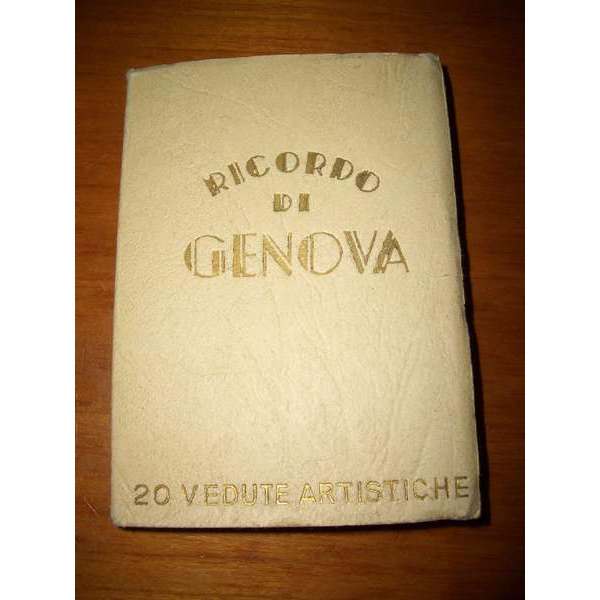 RICORDO
DI
GENOVA
20 VEDUTE ARTISTICHE